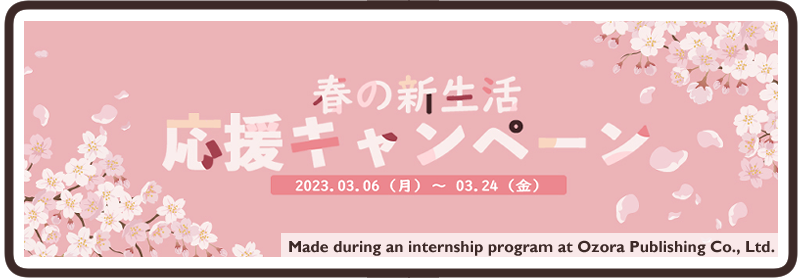 春の新生活
応援キャンペーン
2023.03.06（月）～ 03.24（金）
Made during an internship program at Ozora Publishing Co., Ltd.